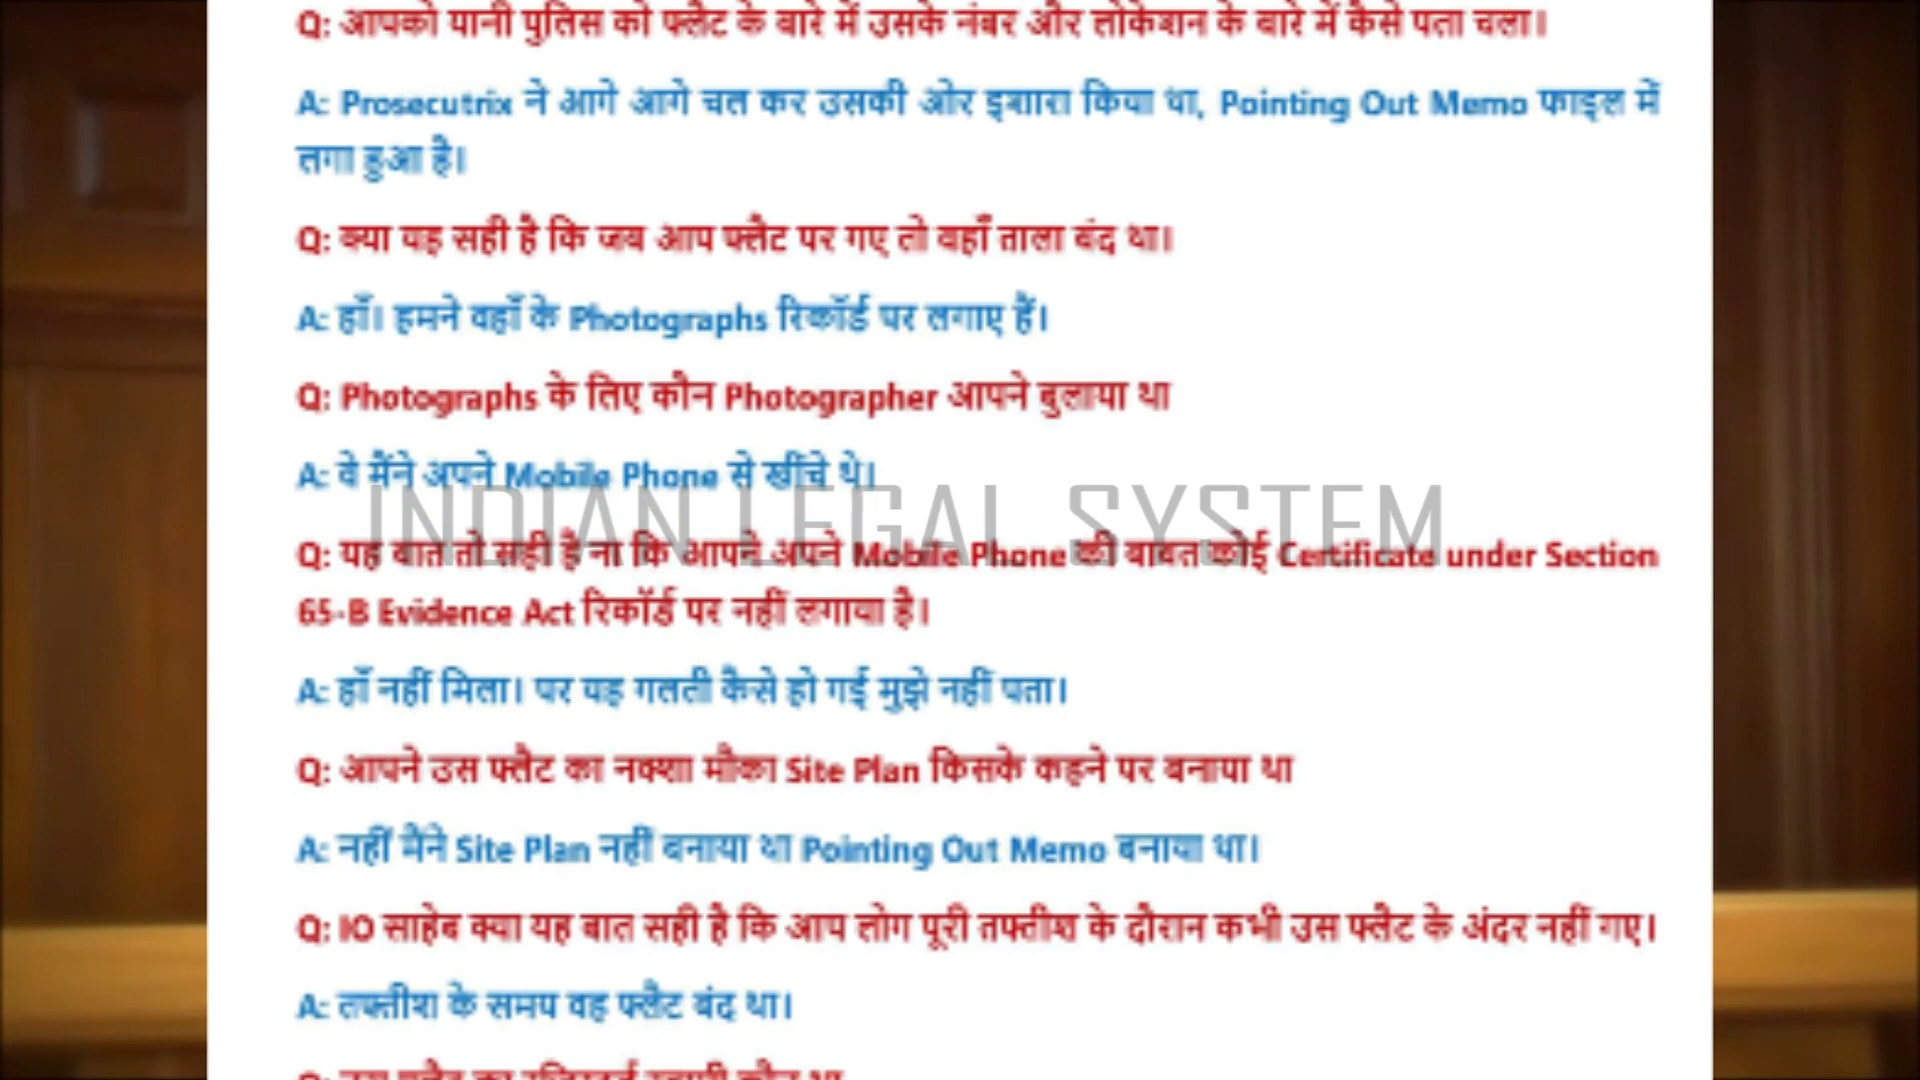 Q: आपको यानी पुलिस को फ्लैट के बारे में उसके नंबर और लोकेशन के बारे में कैसे पता चला।
A: Prosecutrix ने आगे आगे चल कर उसकी ओर इशारा किया था, Pointing Out Memo फाइल में
लगा हुआ है।
Q: क्या यह सही है कि जब आप फ्लैट पर गए तो वहाँ ताला बंद था।
A: हाँ। हमने वहाँ के Photographs रिकॉर्ड पर लगाए हैं।
Q: Photographs के लिए कौन Photographer आपने बुलाया था
A: वे मैंने अपने Mobile Phone से खींचे थे।
INDIAN LEGAL SYSTEM
Q: यह बात तो सही है ना कि आपने अपने Mobile Phone की बाबत कोई Certificate under Section
65-B Evidence Act रिकॉर्ड पर नहीं लगाया है।
A: हाँ नहीं मिला। पर यह गलती कैसे हो गई मुझे नहीं पता।
Q: आपने उस फ्लैट का नक्शा मौका Site Plan किसके कहने पर बनाया था
A: नहीं मैंने Site Plan नहीं बनाया था Pointing Out Memo बनाया था।
Q: IO साहेब क्या यह बात सही है कि आप लोग पूरी तफ्तीश के दौरान कभी उस फ्लैट के अंदर नहीं गए।
A: तफ्तीश के समय वह फ्लैट बंद था।